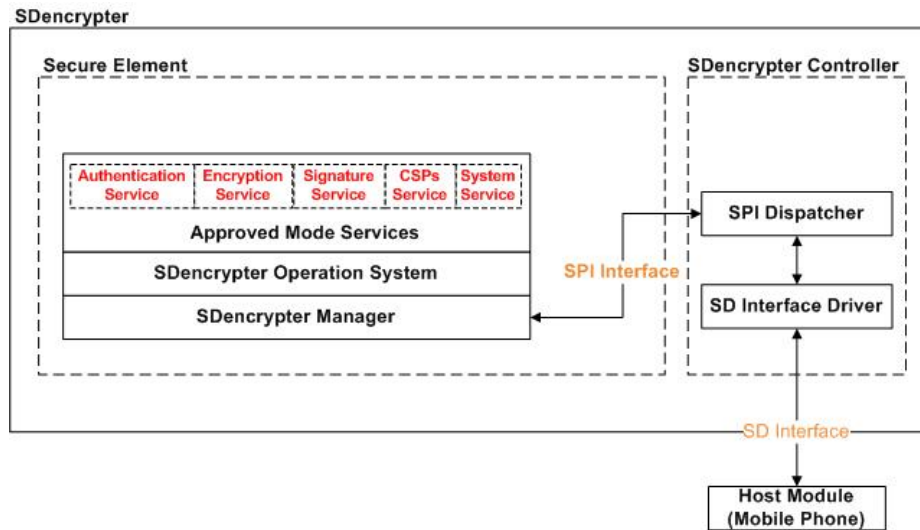 SDencrypter
Secure Element
SDencrypter Controller
Authentication Service
Encryption Service
Signature Service
CSPs Service
System Service
Approved Mode Services
SDencrypter Operation System
SDencrypter Manager
SPI Interface
SPI Dispatcher
SD Interface Driver
SD Interface
Host Module
(Mobile Phone)